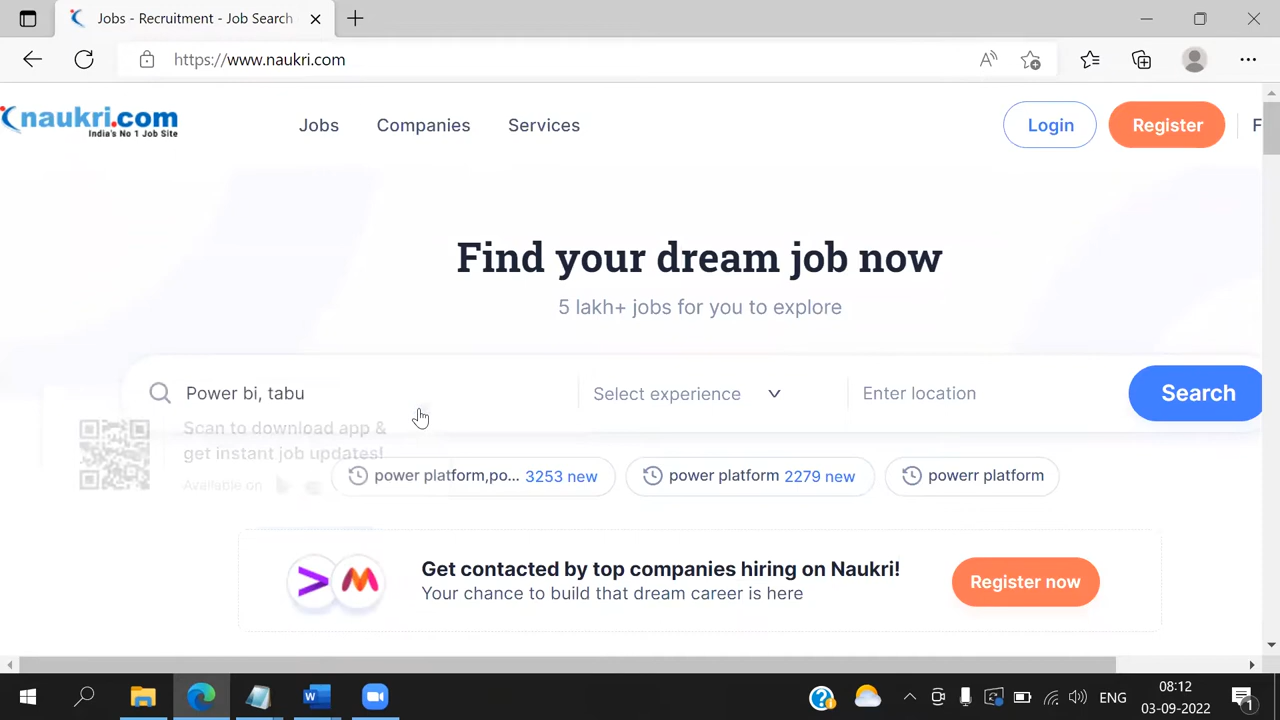 Jobs - Recruitment - Job Search
https://www.naukri.com
naukri.com
India's No 1 Job Site
Jobs
Companies
Services
Login
Register
F
Find your dream job now
5 lakh+ jobs for you to explore
Power bi, tabu
Select experience
Enter location
Search
Scan to download app &
get instant job updates!
Available on
power platform,po... 3253 new
power platform 2279 new
powerr platform
Get contacted by top companies hiring on Naukri!
Your chance to build that dream career is here
Register now
ENG
08:12
03-09-2022
1